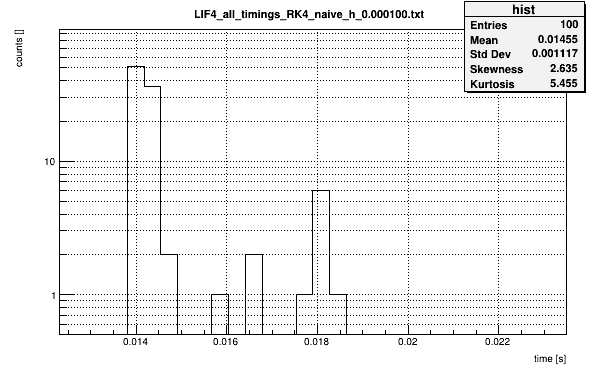 LIF4_all_timings_RK4_naive_h_0.000100.txt
hist
Entries 100
Mean 0.01455
Std Dev 0.001117
Skewness 2.635
Kurtosis 5.455
counts []
10
1
0.014 0.016 0.018 0.02 0.022
time [s]